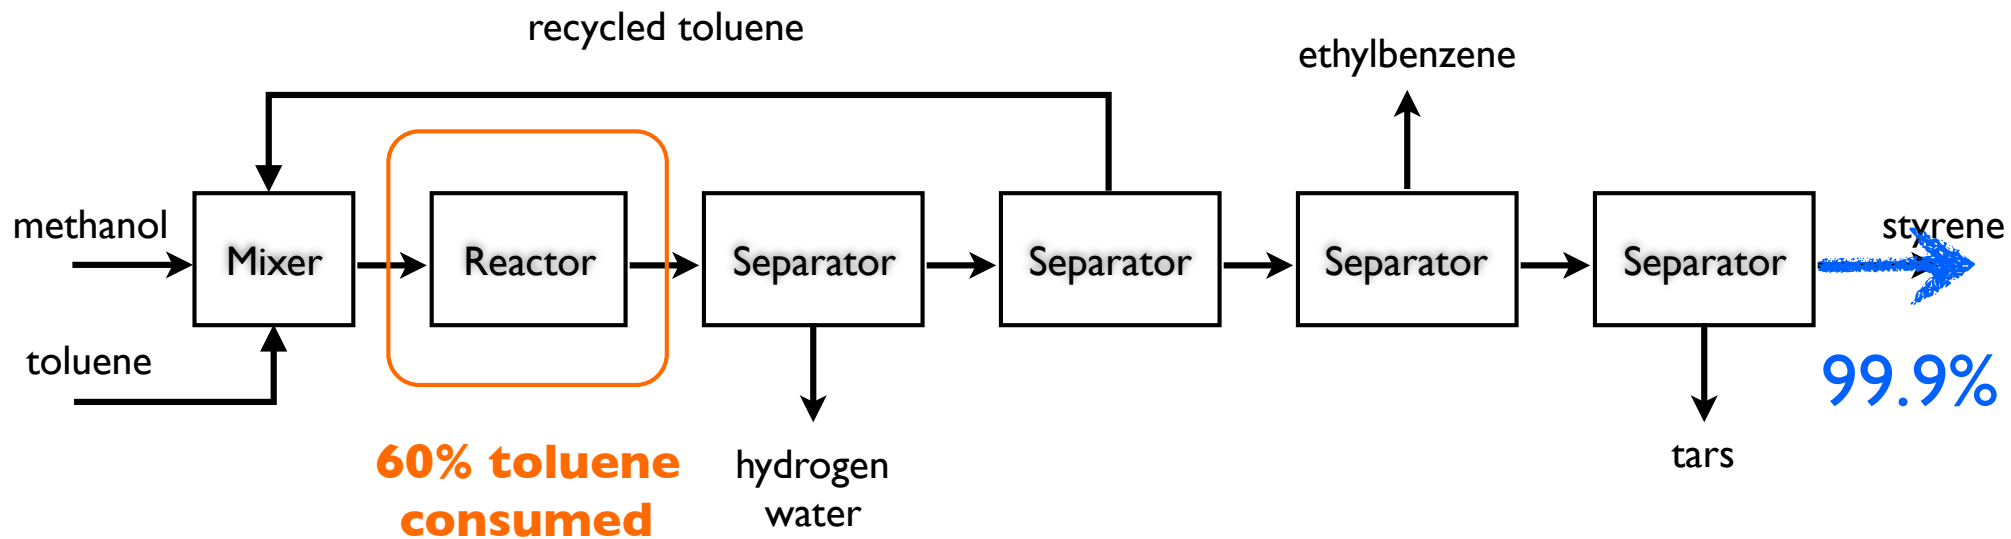 recycled toluene
ethylbenzene
methanol
Mixer
Reactor
Separator
Separator
Separator
Separator
styrene
toluene
99.9%
60% toluene
consumed
hydrogen
water
tars